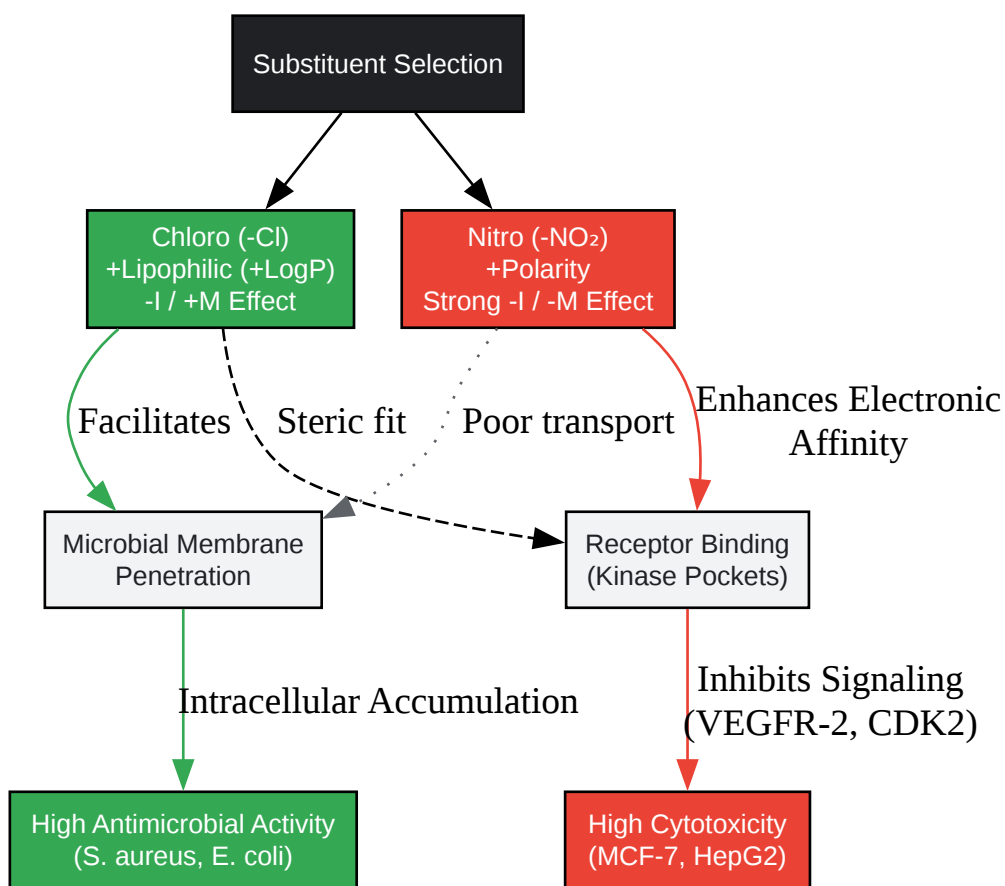 Substituent Selection
Chloro (-Cl)
+Lipophilic (+LogP)
-I / +M Effect
Nitro (-NO₂)
+Polarity
Strong -I / -M Effect
Facilitates
Steric fit
Poor transport
Enhances Electronic
Affinity
Microbial Membrane
Penetration
Receptor Binding
(Kinase Pockets)
Intracellular Accumulation
Inhibits Signaling
(VEGFR-2, CDK2)
High Antimicrobial Activity
(S. aureus, E. coli)
High Cytotoxicity
(MCF-7, HepG2)